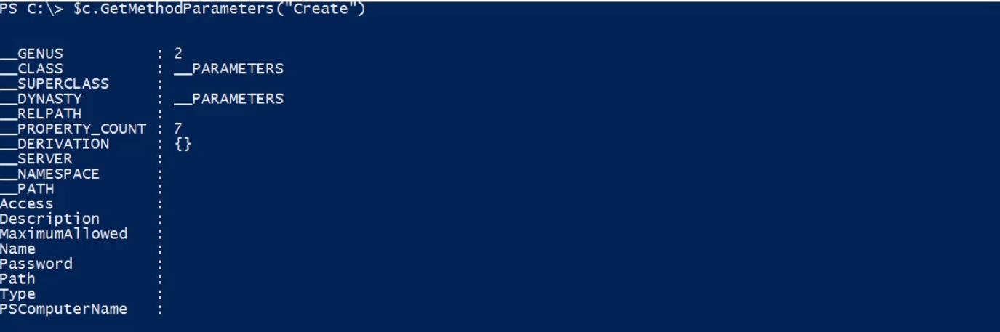 PS C:\> $c.GetMethodParameters("Create")
__GENUS : 2
__CLASS : __PARAMETERS
__SUPERCLASS :
__DYNASTY : __PARAMETERS
__RELPATH :
__PROPERTY_COUNT : 7
__DERIVATION : {}
__SERVER :
__NAMESPACE :
__PATH :
Access :
Description :
MaximumAllowed :
Name :
Password :
Path :
Type :
PSComputerName :